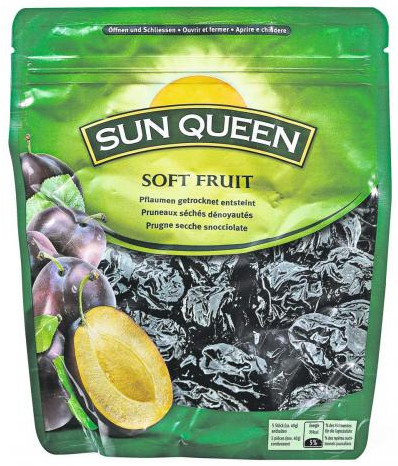 Öffnen und Schliessen • Ouvrir et fermer • Aprire e chiudere
SUN QUEEN
SOFT FRUIT
Pflaumen getrocknet entsteint
Pruneaux séchés dénoyautés
Prugne secche snocciolate
5%